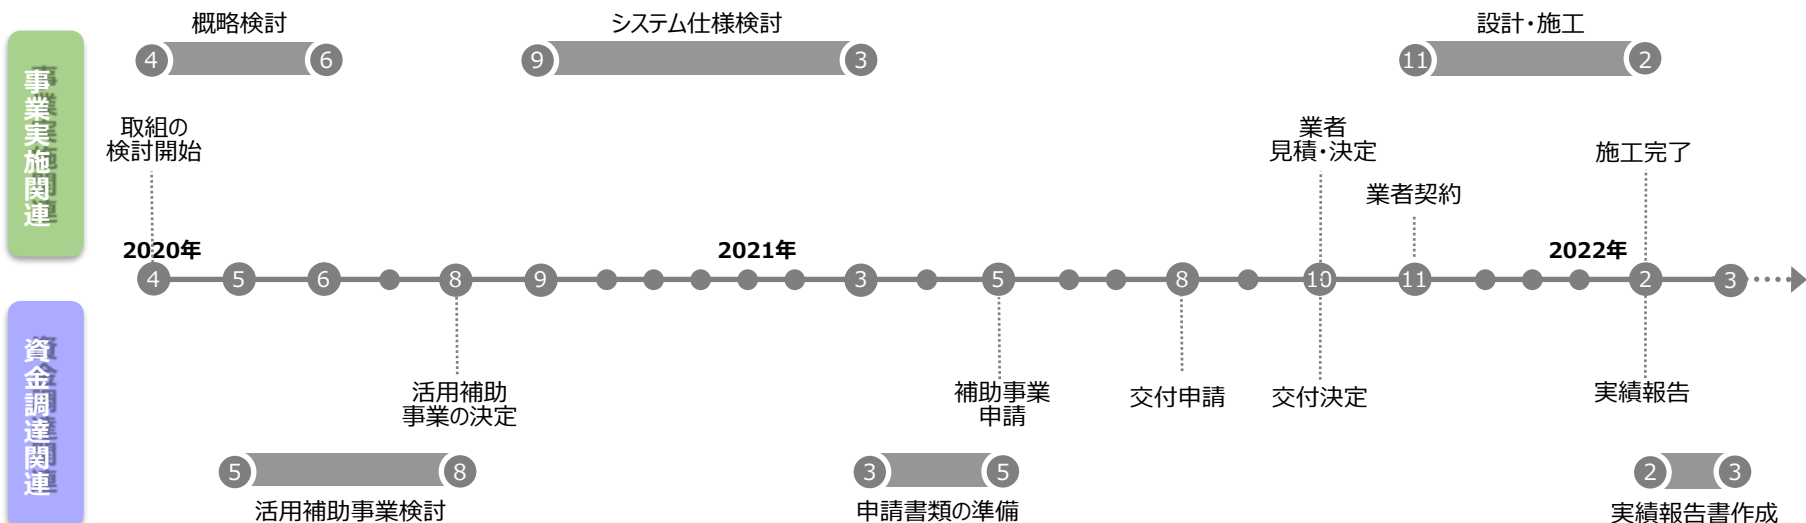 事業実施関連
概略検討
システム仕様検討
設計・施工
4
6
9
3
11
2
取組の
検討開始
業者
見積・決定
施工完了
業者契約
2020年
2021年
2022年
4
5
6
8
9
3
5
8
10
11
2
3
資金調達関連
活用補助
事業の決定
補助事業
申請
交付申請
交付決定
実績報告
5
8
3
5
2
3
活用補助事業検討
申請書類の準備
実績報告書作成